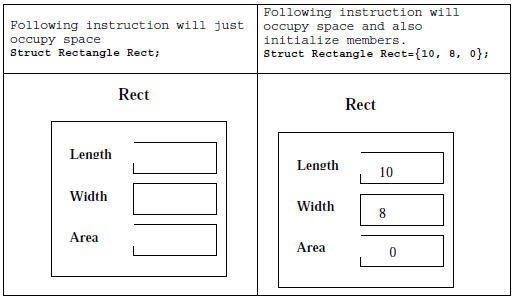 Following instruction will just
occupy space
Struct Rectangle Rect;
Rect
Length
Width
Area
Following instruction will
occupy space and also
initialize members.
Struct Rectangle Rect={10, 8, 0};
Rect
Length 10
Width 8
Area 0